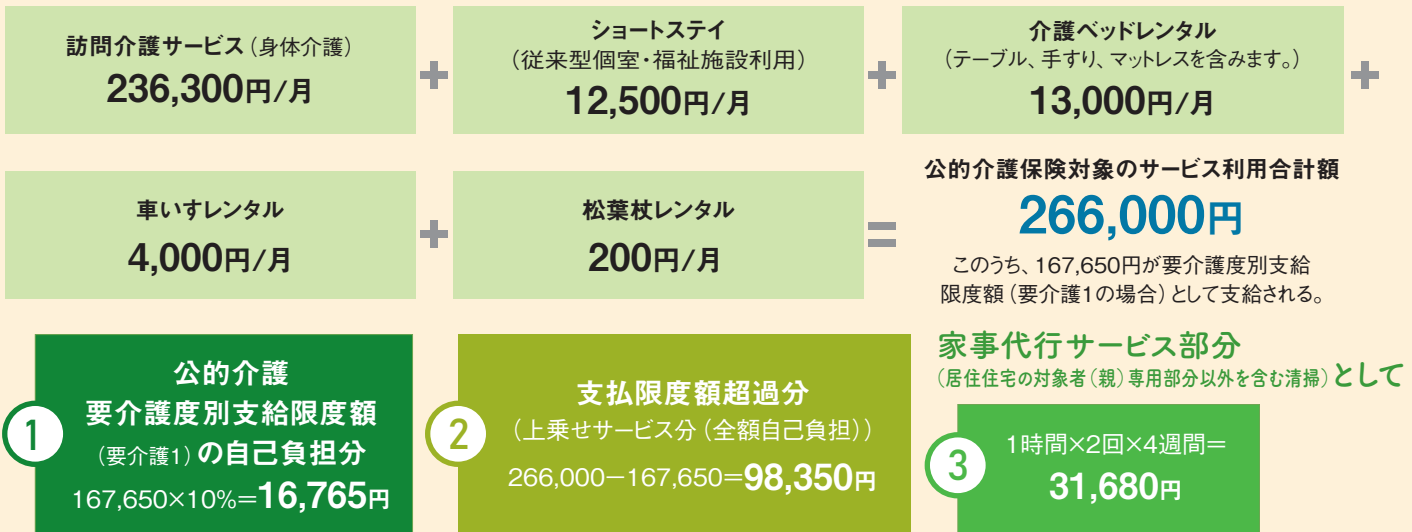 訪問介護サービス（身体介護）
236,300円/月
+
ショートステイ
（従来型個室・福祉施設利用）
12,500円/月
+
介護ベッドレンタル
（テーブル、手すり、マットレスを含みます。）
13,000円/月
+
車いすレンタル
4,000円/月
+
松葉杖レンタル
200円/月
=
公的介護保険対象のサービス利用合計額
266,000円
このうち、167,650円が要介護度別支給
限度額（要介護1の場合）として支給される。
1
公的介護
要介護度別支給限度額
（要介護1）の自己負担分
167,650×10%＝16,765円
2
支払限度額超過分
（上乗せサービス分（全額自己負担））
266,000－167,650＝98,350円
家事代行サービス部分
（居住住宅の対象者（親）専用部分以外を含む清掃）として
3
1時間×2回×4週間＝
31,680円